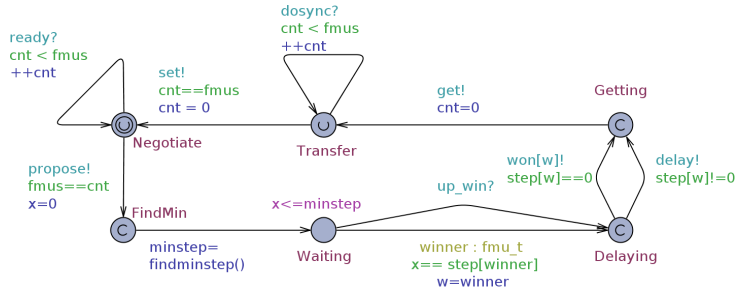 dosync?
cnt < fmus
++cnt
ready?
cnt < fmus
++cnt
set!
cnt==fmus
cnt = 0
get!
cnt=0
Getting
Negotiate
Transfer
propose!
fmus==cnt
x=0
won[w]!
step[w]==0
delay!
step[w]!=0
up_win?
x<=minstep
FindMin
C
C
C
minstep=
findminstep()
Waiting
winner : fmu_t
x== step[winner]
w=winner
Delaying